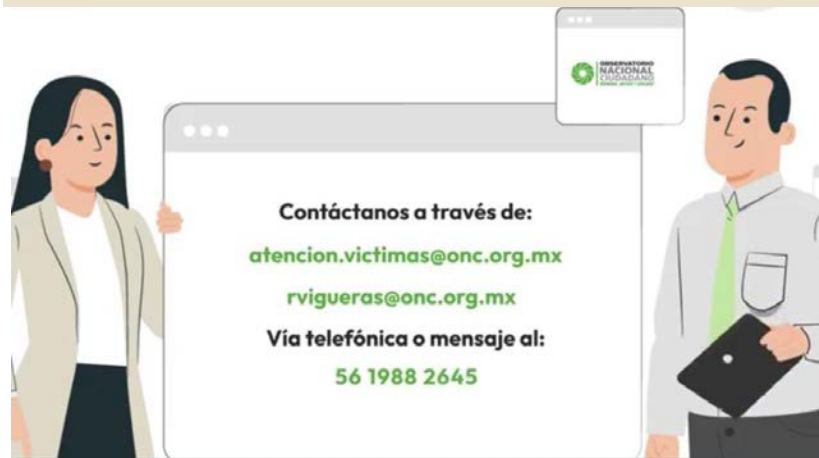 OBSERVATORIO
NACIONAL
CIUDADANO
Contáctanos a través de:
atencion.victimas@onc.org.mx
rvigueras@onc.org.mx
Vía telefónica o mensaje al:
56 1988 2645